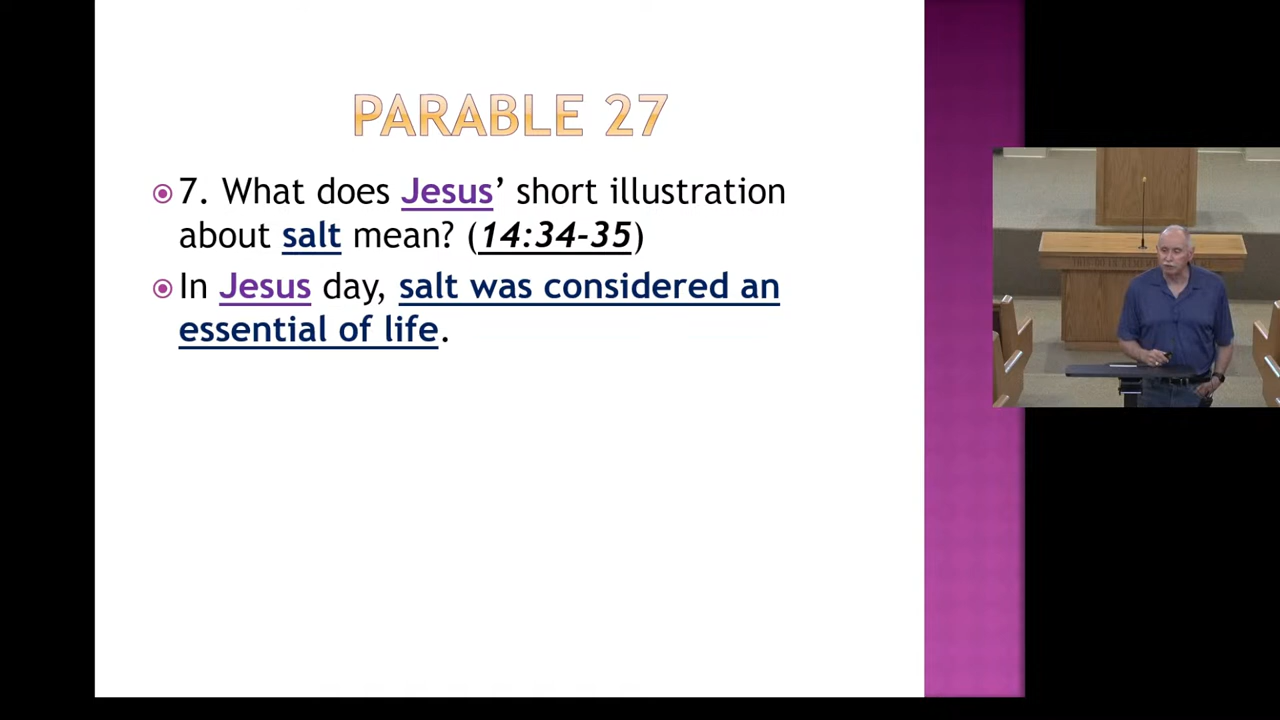 PARABLE 27
7. What does Jesus’ short illustration
about salt mean? (14:34-35)
In Jesus day, salt was considered an
essential of life.